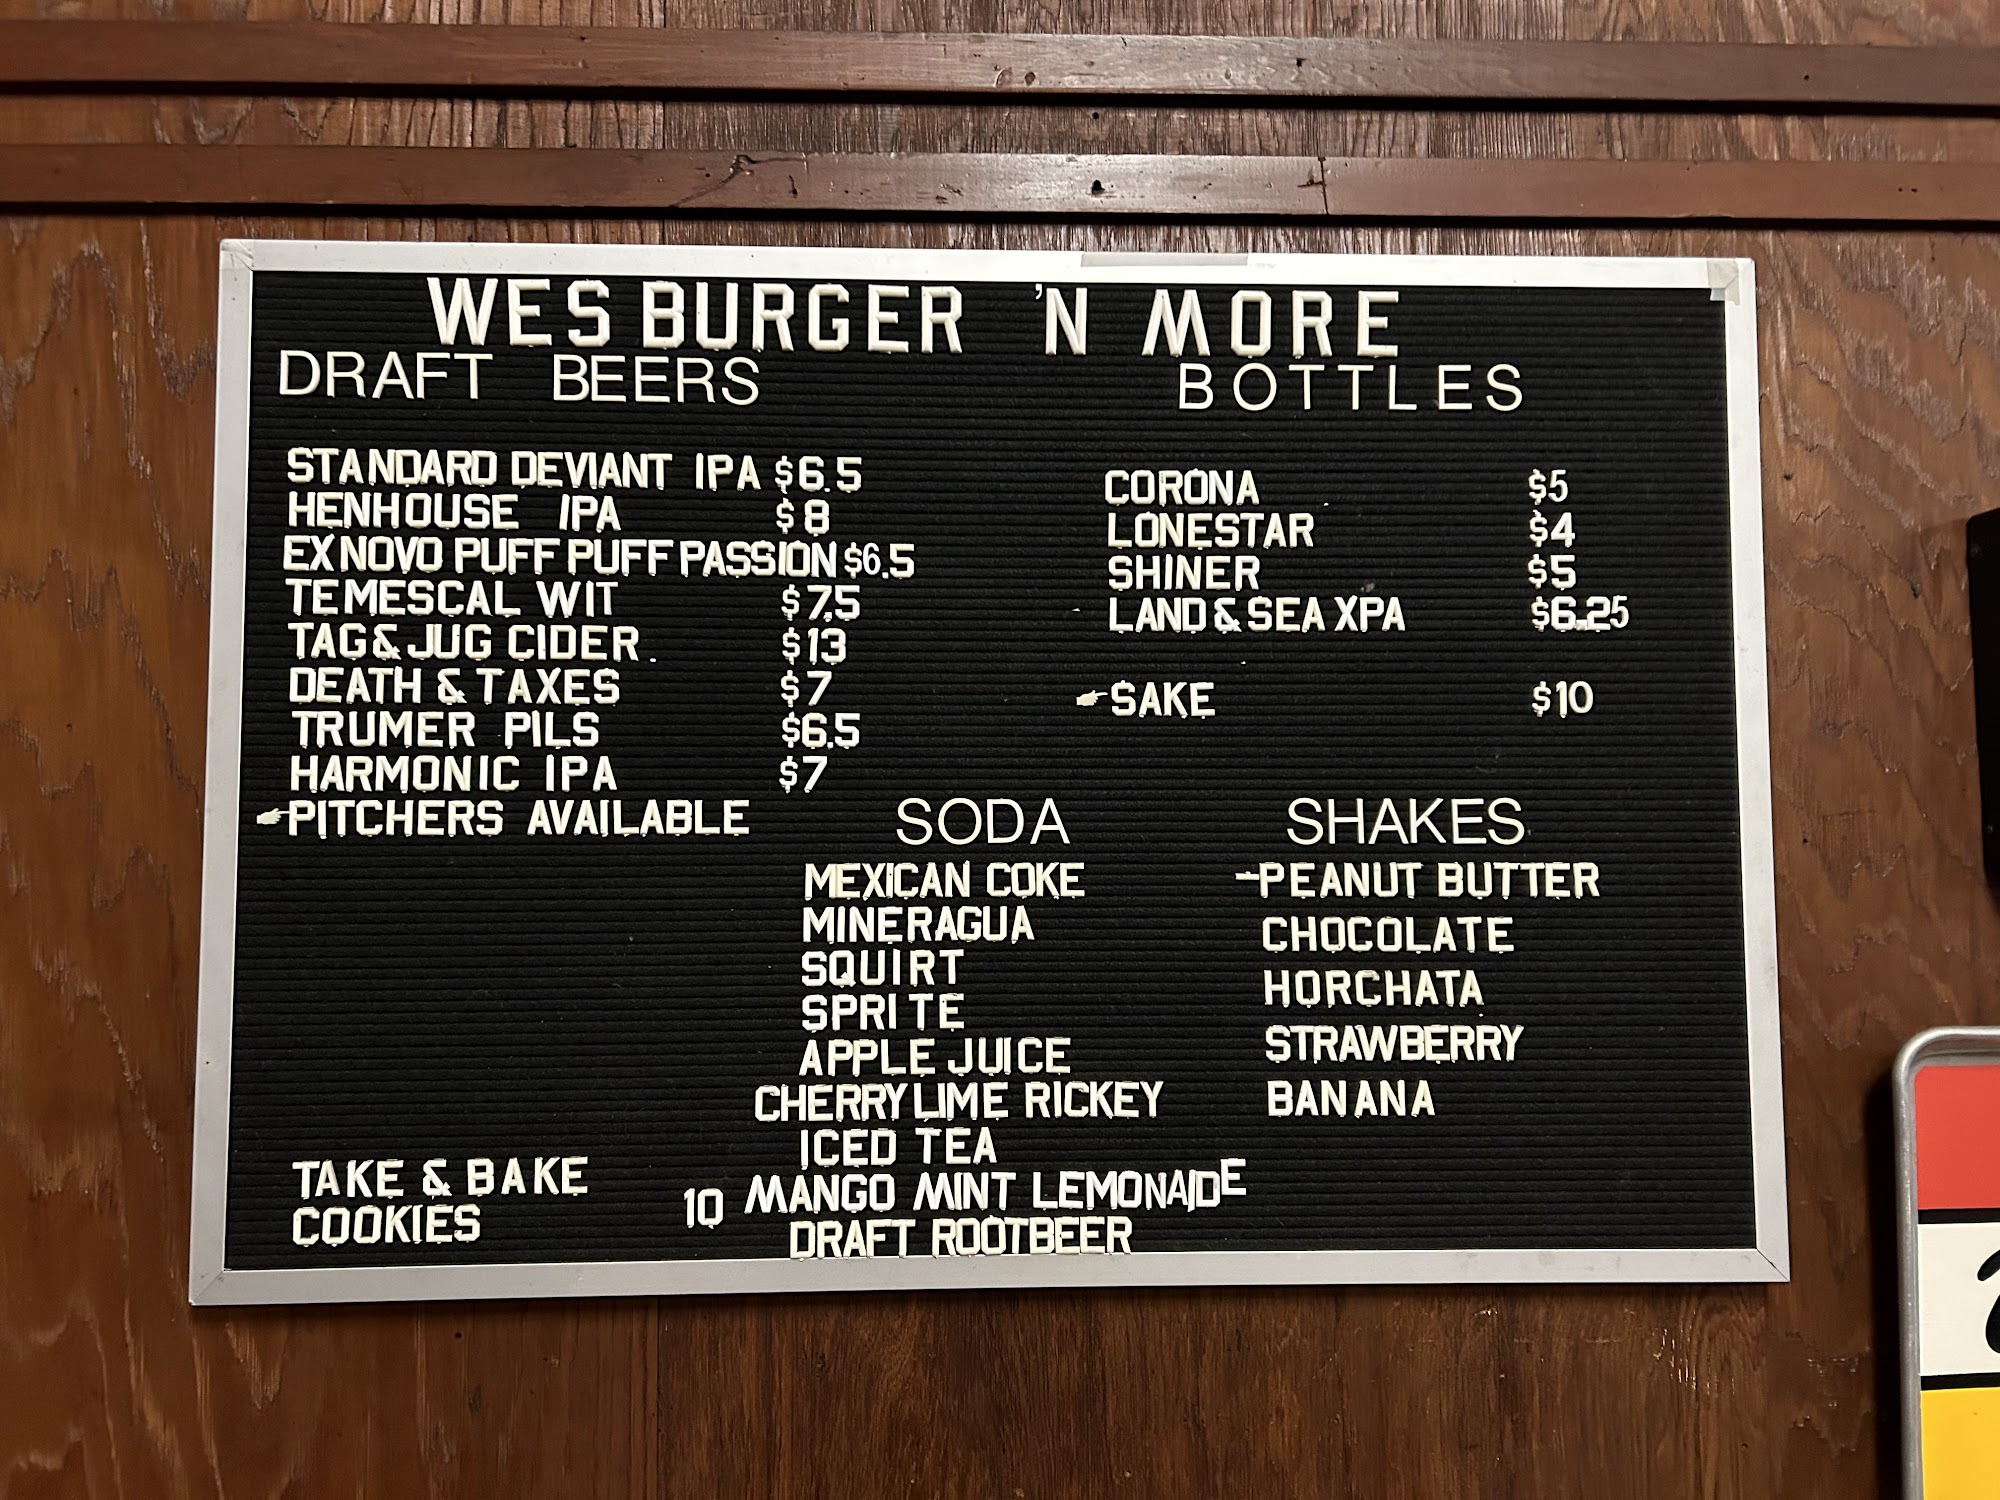 WESBURGER 'N MORE
DRAFT BEERS
STANDARD DEVIANT IPA $6.5
HENHOUSE IPA $8
EX NOVO PUFF PUFF PASSION $6.5
TEMESCAL WIT $7.5
TAG & JUG CIDER. $13
DEATH & TAXES $7
TRUMER PILS $6.5
HARMONIC IPA $7
PITCHERS AVAILABLE
BOTTLES
CORONA $5
LONESTAR $4
SHINER $5
LAND & SEA XPA $6.25
SAKE $10
SODA
MEXICAN COKE
MINERAGUA
SQUIRT
SPRITE
APPLE JUICE
CHERRY LIME RICKEY
ICED TEA
MANGO MINT LEMONAIDE
DRAFT ROOTBEER
SHAKES
-PEANUT BUTTER
CHOCOLATE
HORCHATA
STRAWBERRY
BANANA
TAKE & BAKE
COOKIES 10